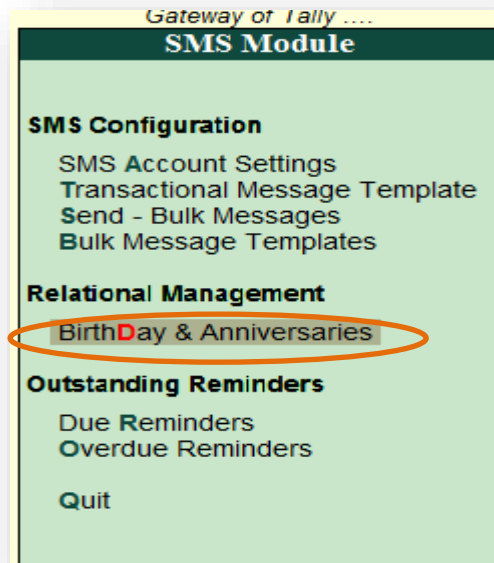 Gateway of Tally ....
SMS Module
SMS Configuration
SMS Account Settings
Transactional Message Template
Send - Bulk Messages
Bulk Message Templates
Relational Management
BirthDay & Anniversaries
Outstanding Reminders
Due Reminders
Overdue Reminders
Quit